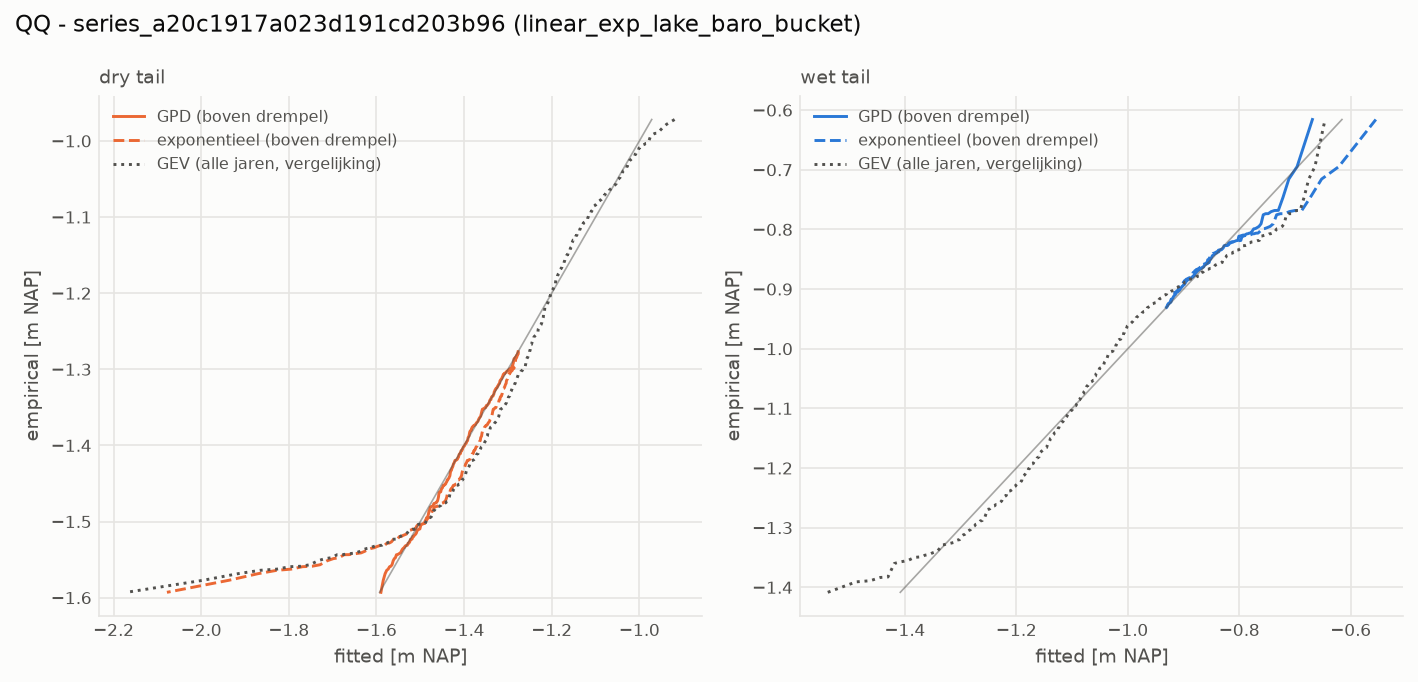 QQ - series_a20c1917a023d191cd203b96 (linear_exp_lake_baro_bucket)
dry tail
GPD (boven drempel)
exponentieel (boven drempel)
GEV (alle jaren, vergelijking)
empirical [m NAP]
−1.0
−1.1
−1.2
−1.3
−1.4
−1.5
−1.6
−2.2 −2.0 −1.8 −1.6 −1.4 −1.2 −1.0
fitted [m NAP]
wet tail
GPD (boven drempel)
exponentieel (boven drempel)
GEV (alle jaren, vergelijking)
empirical [m NAP]
−0.6
−0.7
−0.8
−0.9
−1.0
−1.1
−1.2
−1.3
−1.4
−1.4 −1.2 −1.0 −0.8 −0.6
fitted [m NAP]